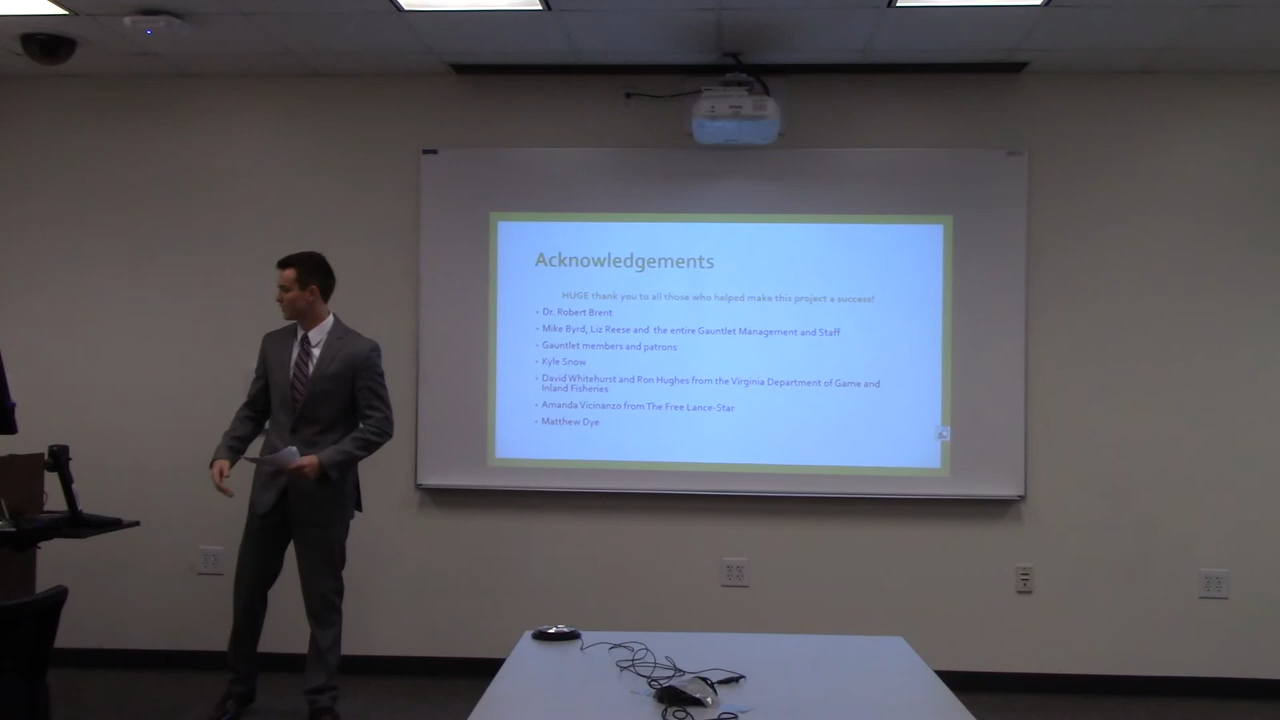 Acknowledgements
HUGE thank you to all those who helped make this project a success!
• Dr. Robert Brent
• Mike Byrd, Liz Reese and the entire Gauntlet Management and Staff
• Gauntlet members and patrons
• Kyle Snow
• David Whitehurst and Ron Hughes from the Virginia Department of Game and
Inland Fisheries
• Amanda Vicinanzo from The Free Lance-Star
• Matthew Dye